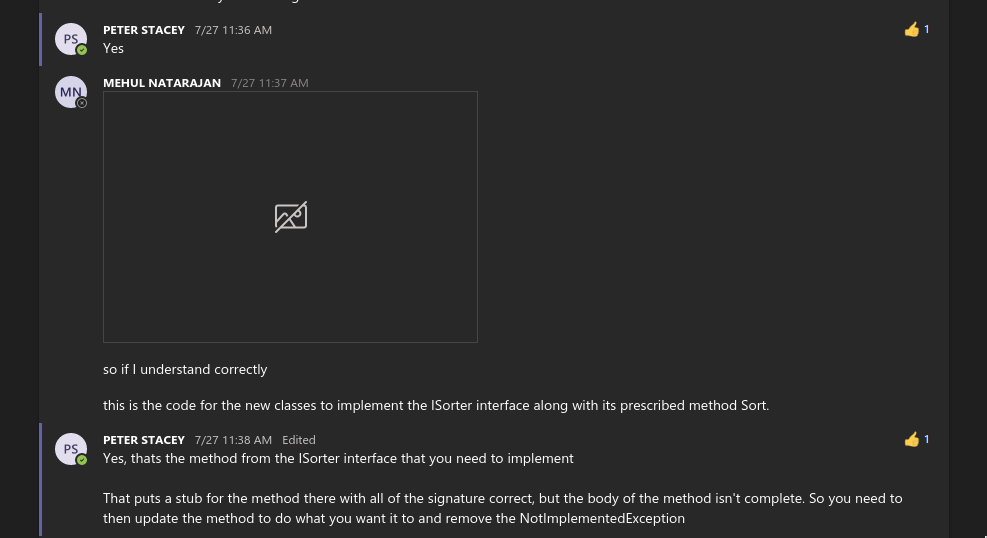 PETER STACEY 7/27 11:36 AM
👍 1
PS
Yes
MEHUL NATARAJAN 7/27 11:37 AM
MN
so if I understand correctly
this is the code for the new classes to implement the ISorter interface along with its prescribed method Sort.
PETER STACEY 7/27 11:38 AM Edited
👍 1
PS
Yes, thats the method from the ISorter interface that you need to implement
That puts a stub for the method there with all of the signature correct, but the body of the method isn't complete. So you need to
then update the method to do what you want it to and remove the NotImplementedException